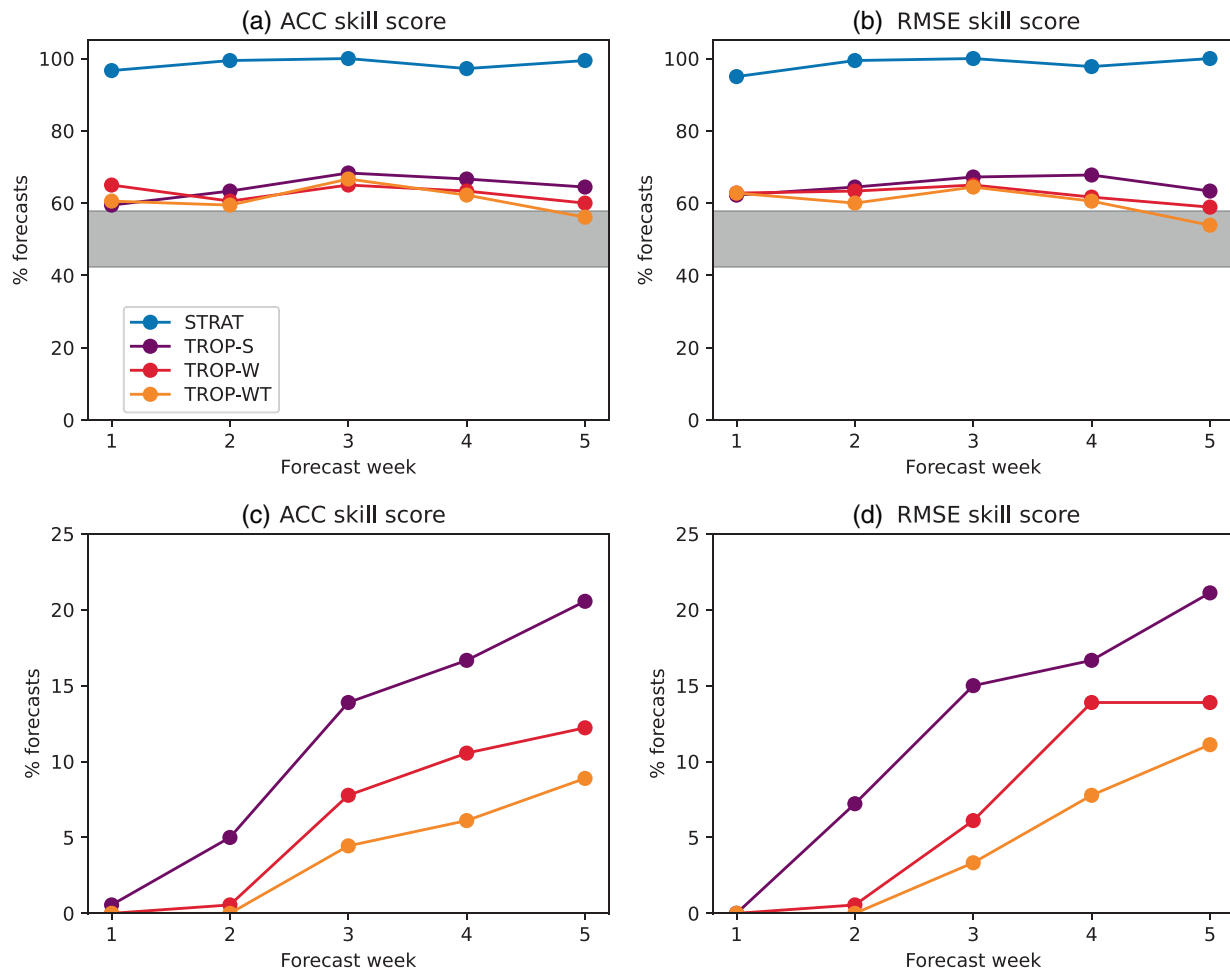 (a) ACC skill score
% forecasts
100
80
60
40
20
0
STRAT
TROP-S
TROP-W
TROP-WT
1 2 3 4 5
Forecast week
(b) RMSE skill score
% forecasts
100
80
60
40
20
0
1 2 3 4 5
Forecast week
(c) ACC skill score
% forecasts
25
20
15
10
5
0
1 2 3 4 5
Forecast week
(d) RMSE skill score
% forecasts
25
20
15
10
5
0
1 2 3 4 5
Forecast week